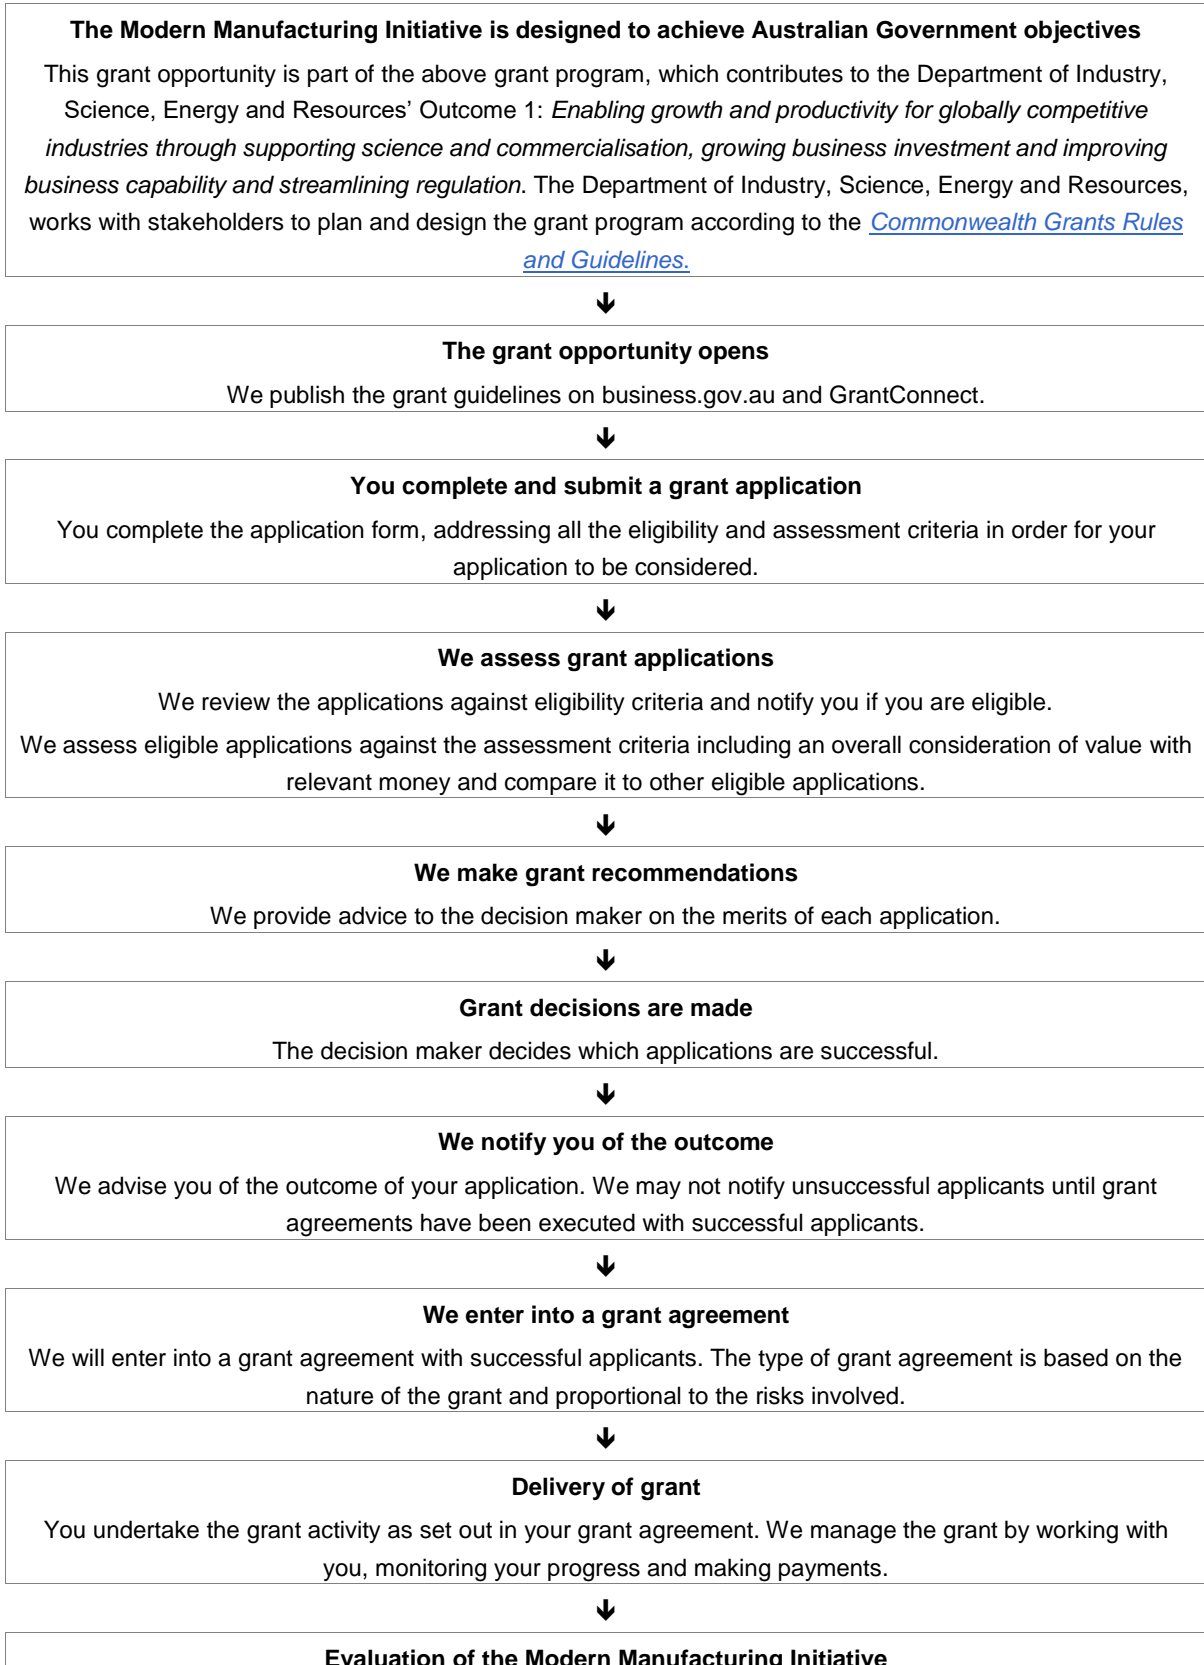 The Modern Manufacturing Initiative is designed to achieve Australian Government objectives
This grant opportunity is part of the above grant program, which contributes to the Department of Industry,
Science, Energy and Resources’ Outcome 1: Enabling growth and productivity for globally competitive
industries through supporting science and commercialisation, growing business investment and improving
business capability and streamlining regulation. The Department of Industry, Science, Energy and Resources,
works with stakeholders to plan and design the grant program according to the Commonwealth Grants Rules
and Guidelines.
The grant opportunity opens
We publish the grant guidelines on business.gov.au and GrantConnect.
You complete and submit a grant application
You complete the application form, addressing all the eligibility and assessment criteria in order for your
application to be considered.
We assess grant applications
We review the applications against eligibility criteria and notify you if you are eligible.
We assess eligible applications against the assessment criteria including an overall consideration of value with
relevant money and compare it to other eligible applications.
We make grant recommendations
We provide advice to the decision maker on the merits of each application.
Grant decisions are made
The decision maker decides which applications are successful.
We notify you of the outcome
We advise you of the outcome of your application. We may not notify unsuccessful applicants until grant
agreements have been executed with successful applicants.
We enter into a grant agreement
We will enter into a grant agreement with successful applicants. The type of grant agreement is based on the
nature of the grant and proportional to the risks involved.
Delivery of grant
You undertake the grant activity as set out in your grant agreement. We manage the grant by working with
you, monitoring your progress and making payments.
Evaluation of the Modern Manufacturing Initiative